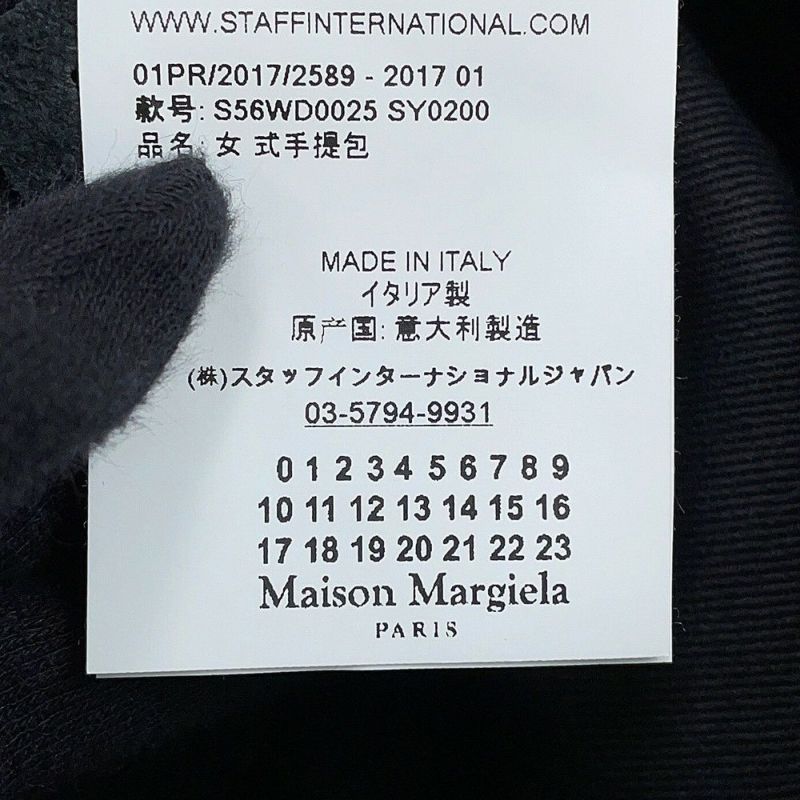 WWW.STAFFINTERNATIONAL.COM
01PR/2017/2589 - 2017 01
款号: S56WD0025 SY0200
品名: 女 式手提包
MADE IN ITALY
イタリア製
原产国: 意大利製造
(株)スタッフインターナショナルジャパン
03-5794-9931
0 1 2 3 4 5 6 7 8 9
10 11 12 13 14 15 16
17 18 19 20 21 22 23
Maison Margiela
PARIS